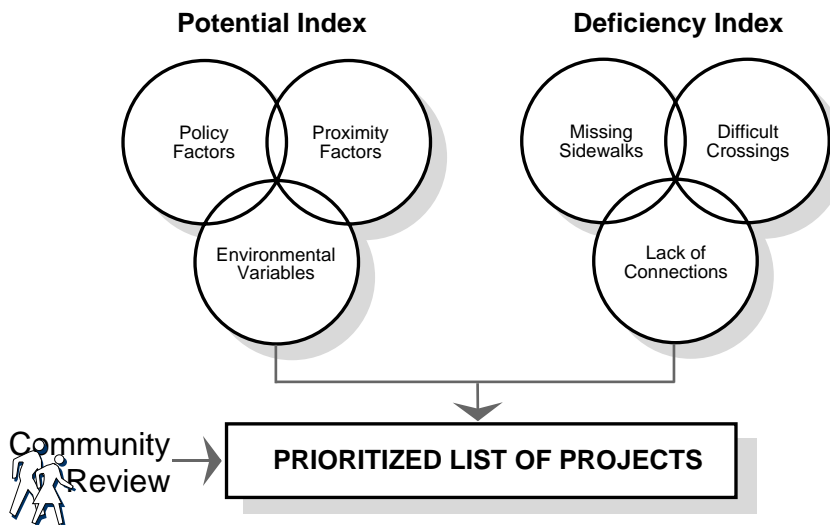 Potential Index
Deficiency Index
Policy
Factors
Proximity
Factors
Environmental
Variables
Missing
Sidewalks
Difficult
Crossings
Lack of
Connections
Community
Review
PRIORITIZED LIST OF PROJECTS